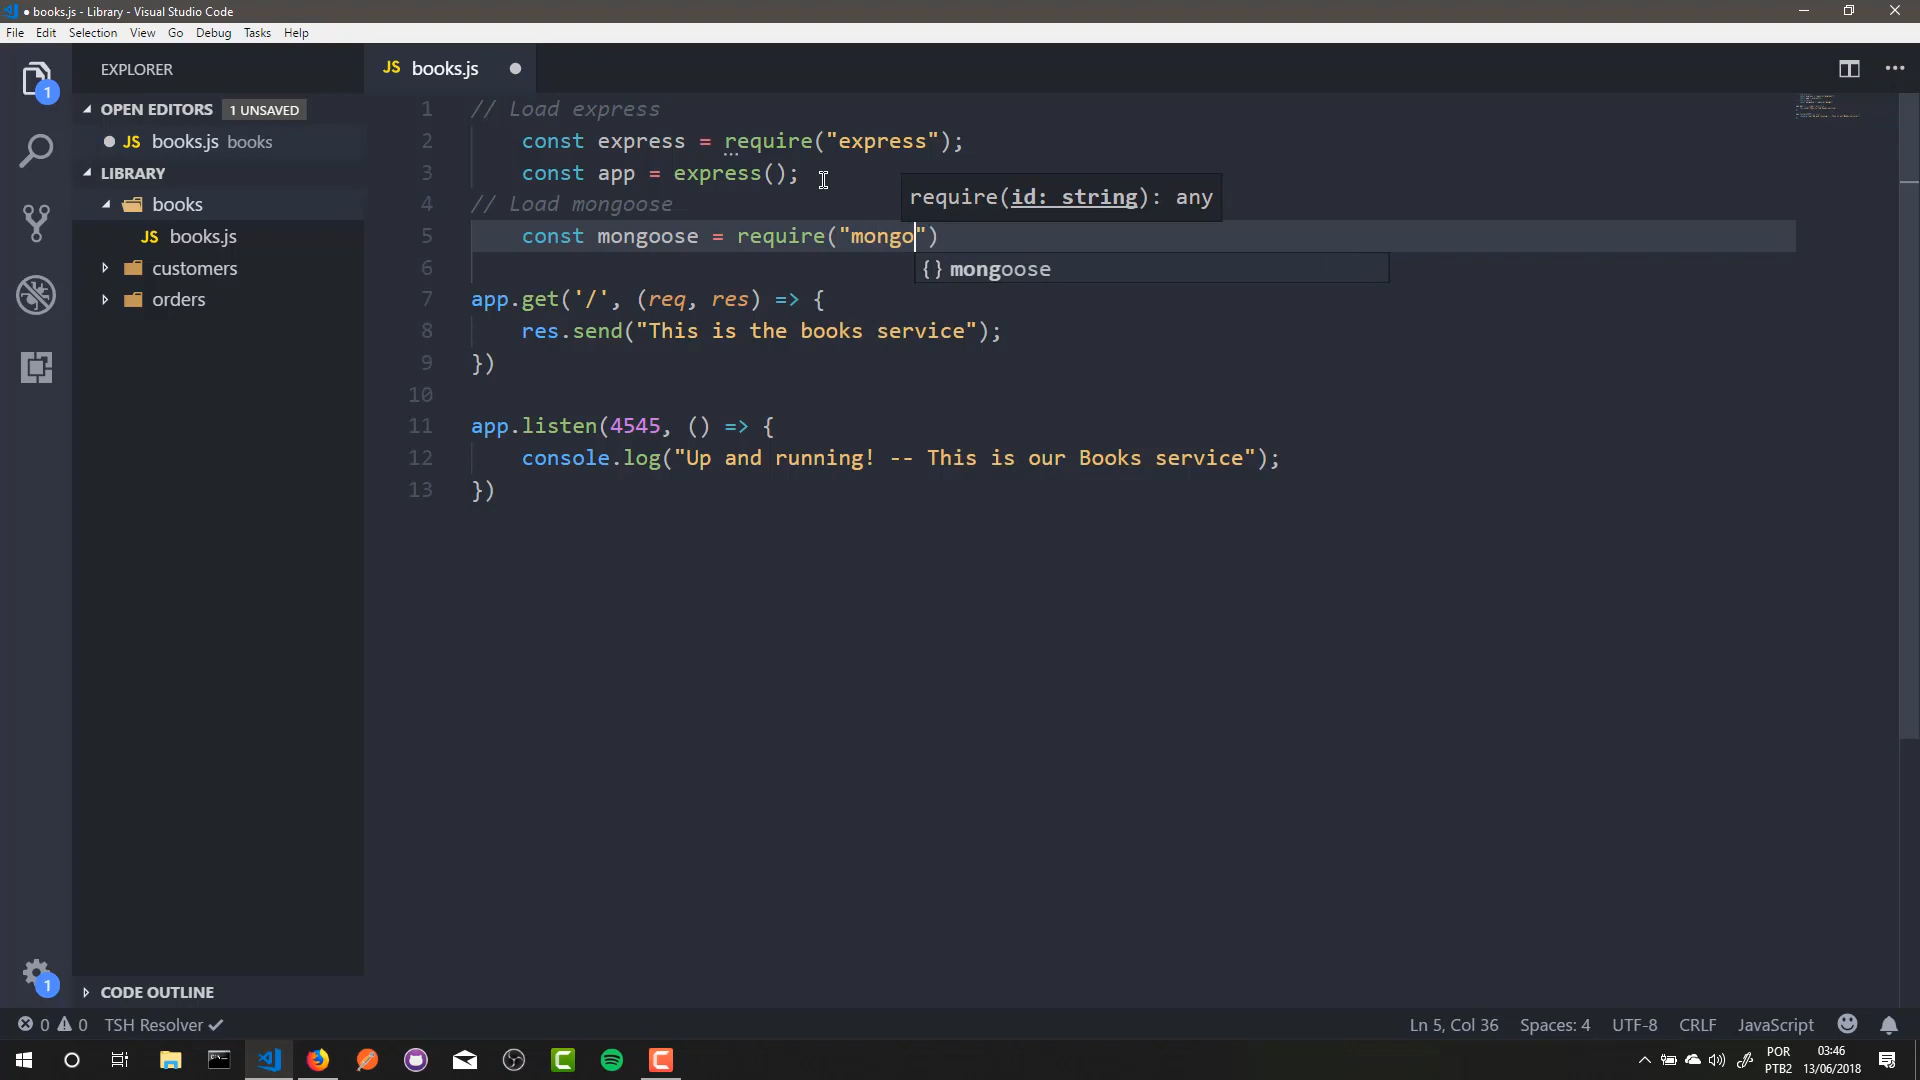 books.js - Library - Visual Studio Code
File Edit Selection View Go Debug Tasks Help
EXPLORER
OPEN EDITORS 1 UNSAVED
JS books.js books
LIBRARY
books
JS books.js
customers
orders
CODE OUTLINE
1
1
JS books.js
1 // Load express
2 const express = require("express");
3 const app = express();
4 // Load mongoose
5 const mongoose = require("mongo")
6
7 app.get('/', (req, res) => {
8 res.send("This is the books service");
9 })
10
11 app.listen(4545, () => {
12 console.log("Up and running! -- This is our Books service");
13 })
require(id: string): any
{} mongoose
0 0 TSH Resolver
Ln 5, Col 36 Spaces: 4 UTF-8 CRLF JavaScript
POR
PTB2
03:46
13/06/2018